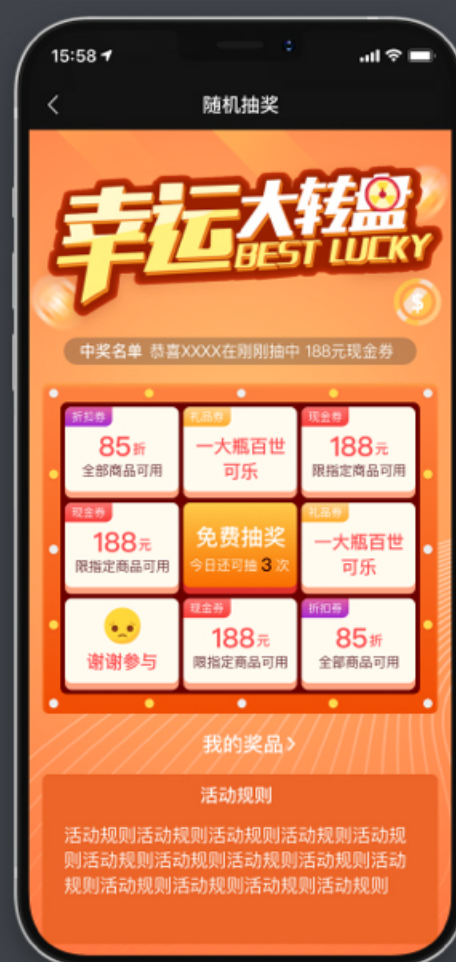 15:58
随机抽奖
幸运大转盘
BEST LUCKY
中奖名单 恭喜XXXX在刚刚抽中 188元现金券
折扣券
85折
全部商品可用
礼品券
一大瓶百世
可乐
现金券
188元
限指定商品可用
现金券
188元
限指定商品可用
免费抽奖
今日还可抽 3 次
礼品券
一大瓶百世
可乐
谢谢参与
现金券
188元
限指定商品可用
折扣券
85折
全部商品可用
我的奖品
活动规则
活动规则活动规则活动规则活动规则活动规
则活动规则活动规则活动规则活动规则活动
规则活动规则活动规则活动规则活动规则